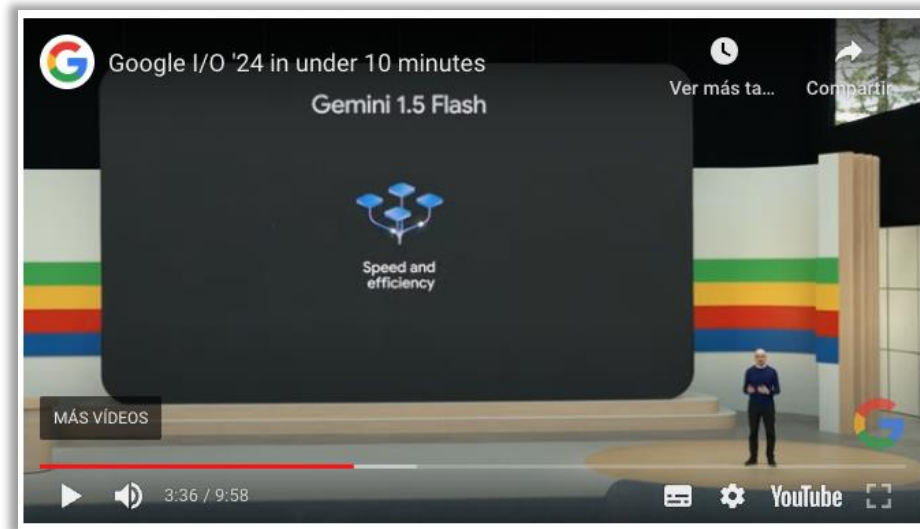 Google I/O '24 in under 10 minutes
Ver más ta...
Compartir
Gemini 1.5 Flash
Speed and
efficiency
MÁS VÍDEOS
3:36 / 9:58
YouTube